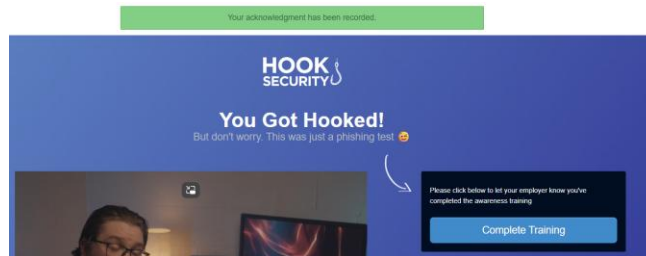 Your acknowledgment has been recorded.
HOOK
SECURITY
You Got Hooked!
But don't worry. This was just a phishing test 😝
Please click below to let your employer know you've
completed the awareness training
Complete Training